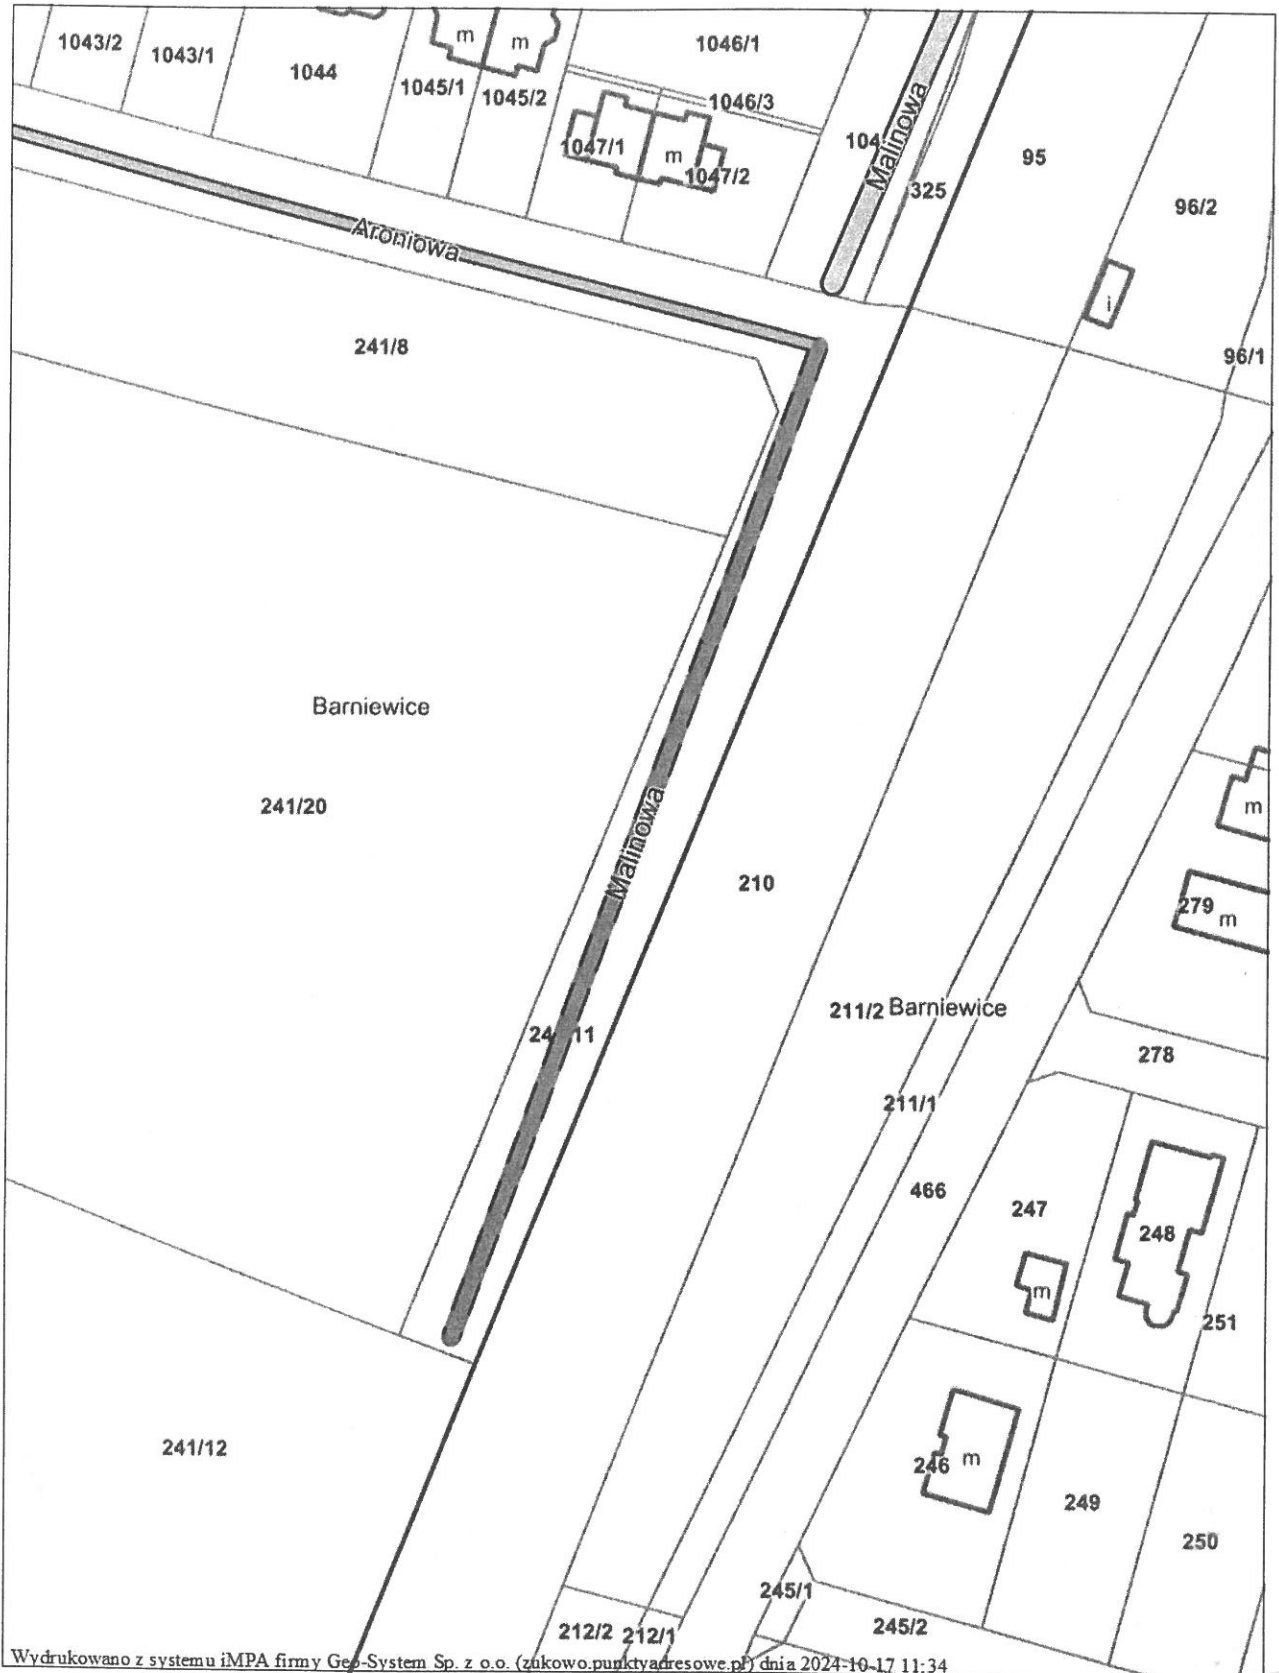 1043/2
1043/1
1044
1045/1
m
m
1045/2
1046/1
1046/3
1047/1
m
1047/2
104
Malinowa
325
95
96/2
i
96/1
Aroniowa
241/8
Barniewice
241/20
Malinowa
210
m
279
m
24 11
211/2
Barniewice
278
211/1
466
247
248
m
251
241/12
246
m
249
250
245/1
245/2
212/2
212/1
Wydrukowano z systemu iMPA firmy Geo-System Sp. z o.o. (zukowo.punktyadresowe.pl) dnia 2024-10-17 11:34